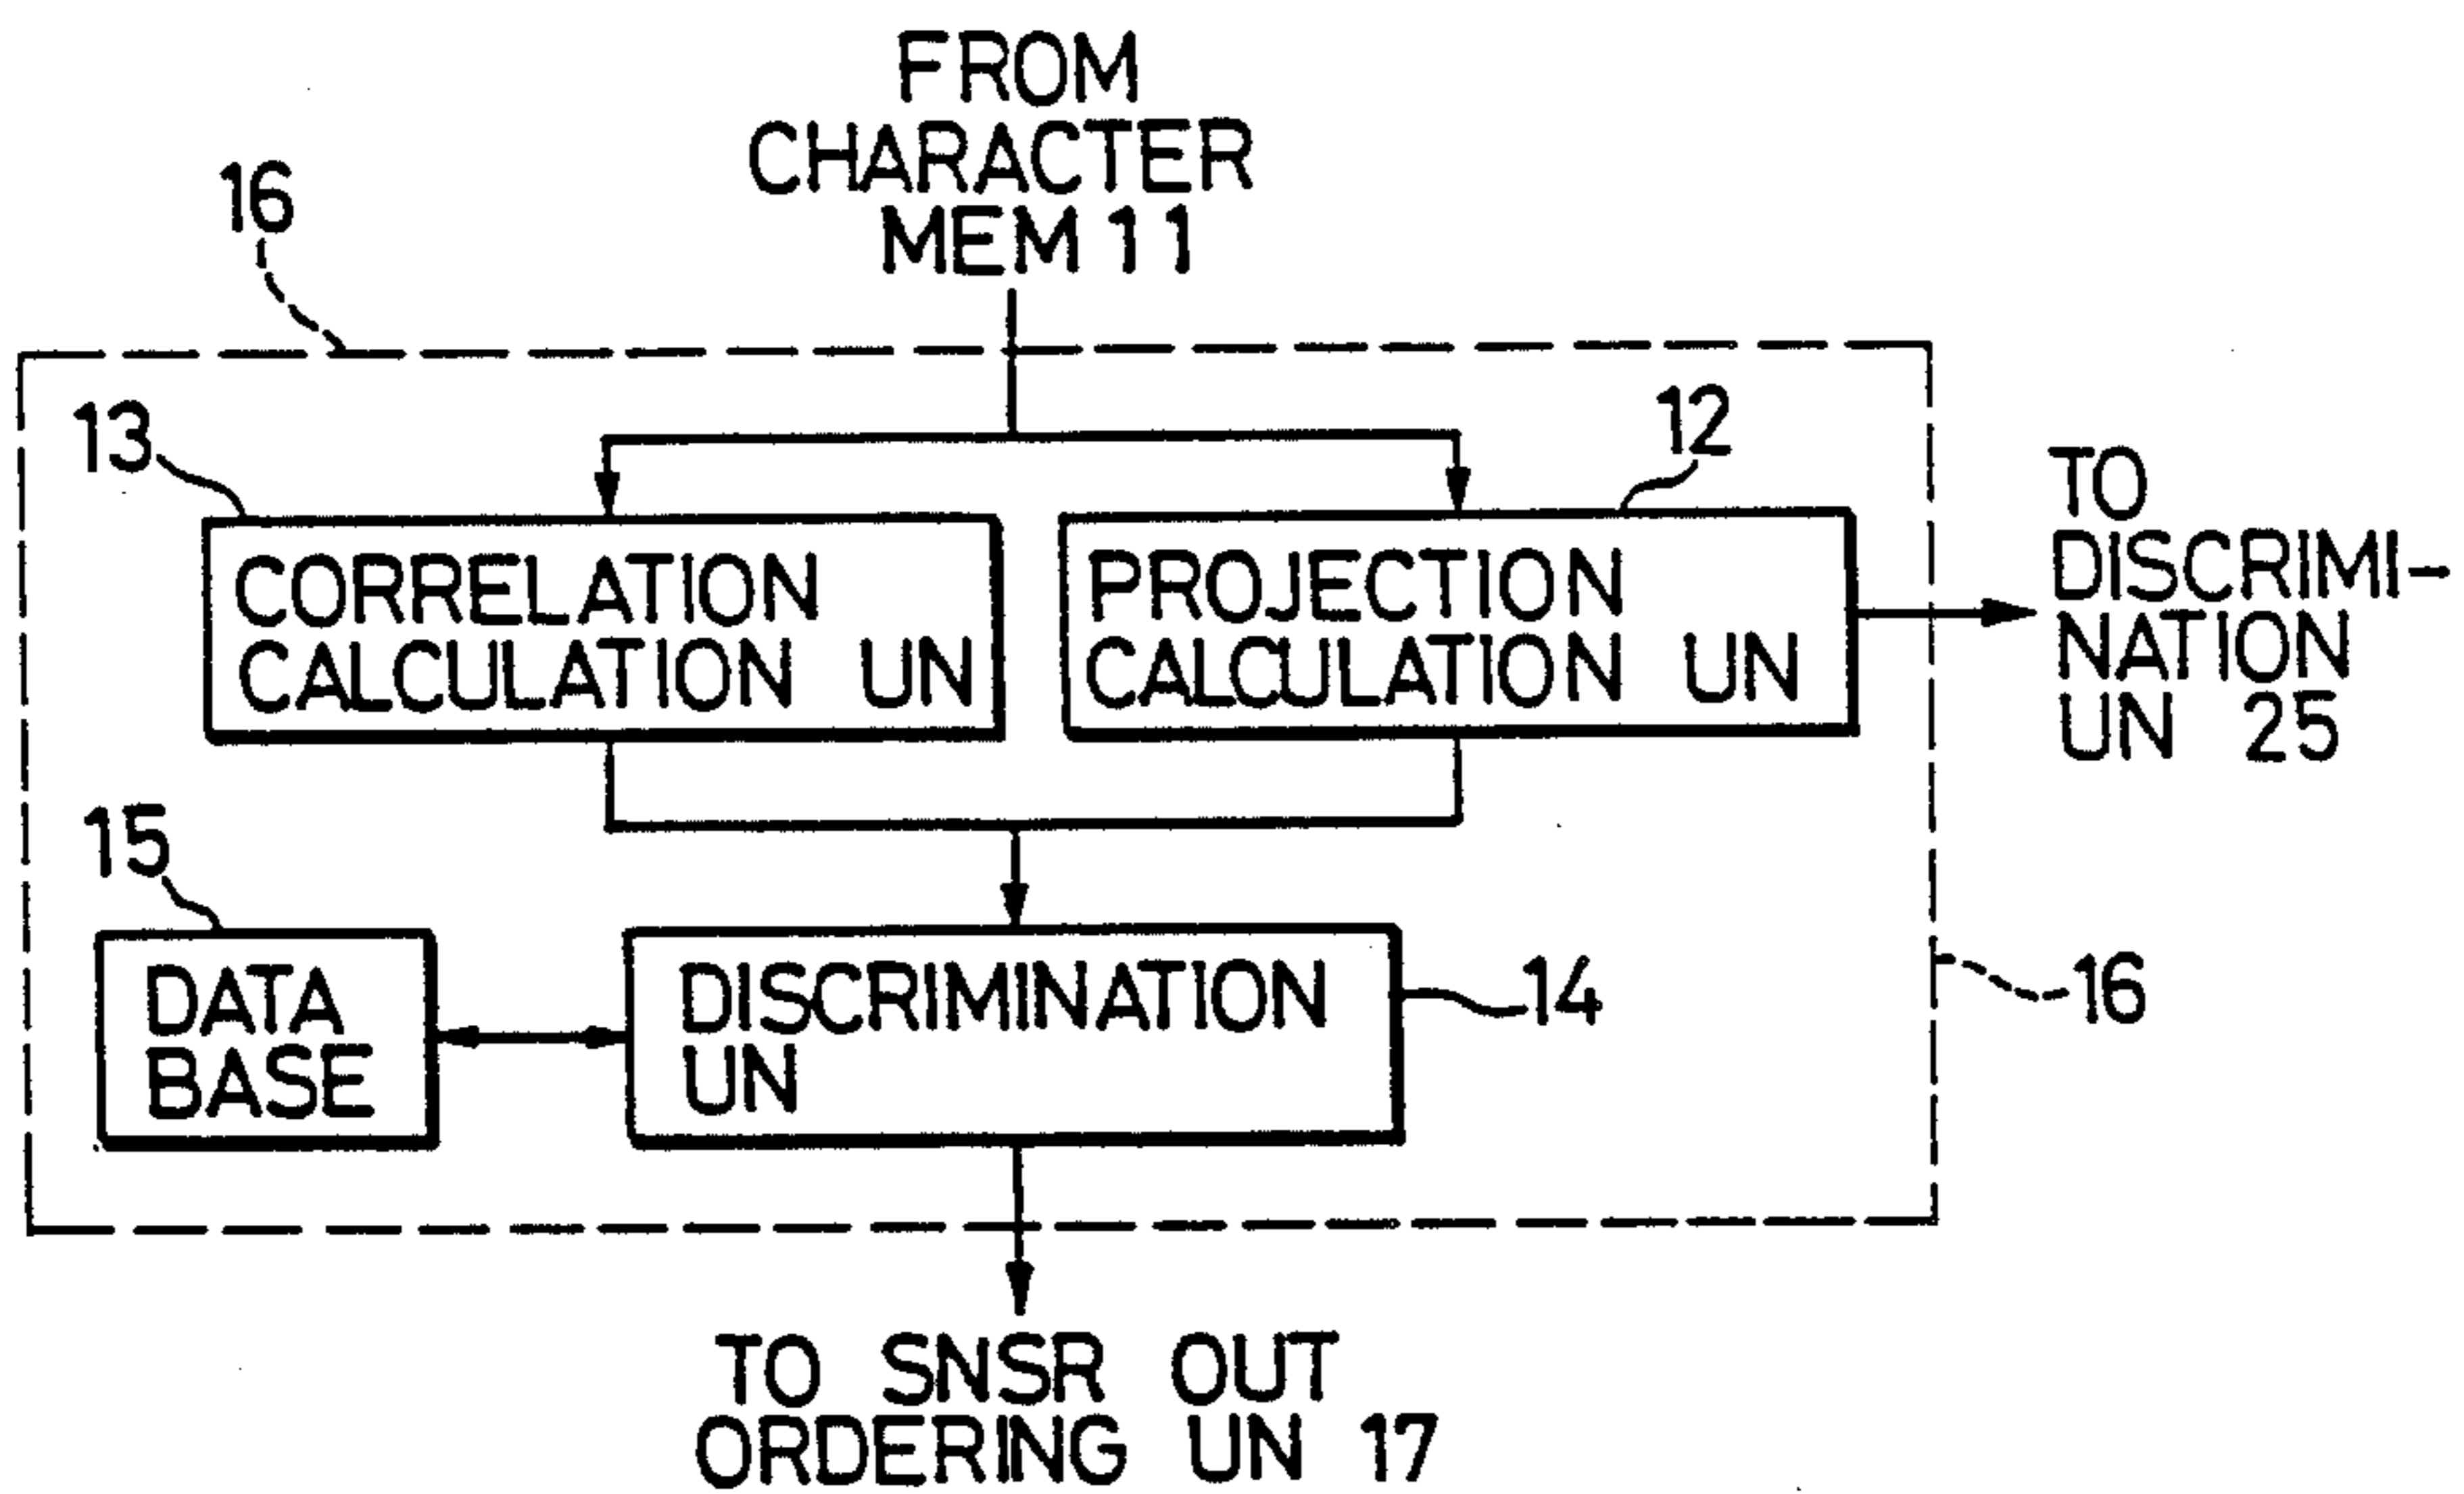 FROM
CHARACTER
MEM 11
16
13
12
CORRELATION
CALCULATION UN
PROJECTION
CALCULATION UN
TO
DISCRIMI-
NATION
UN 25
15
DATA
BASE
DISCRIMINATION
UN
14
16
TO SNSR OUT
ORDERING UN 17